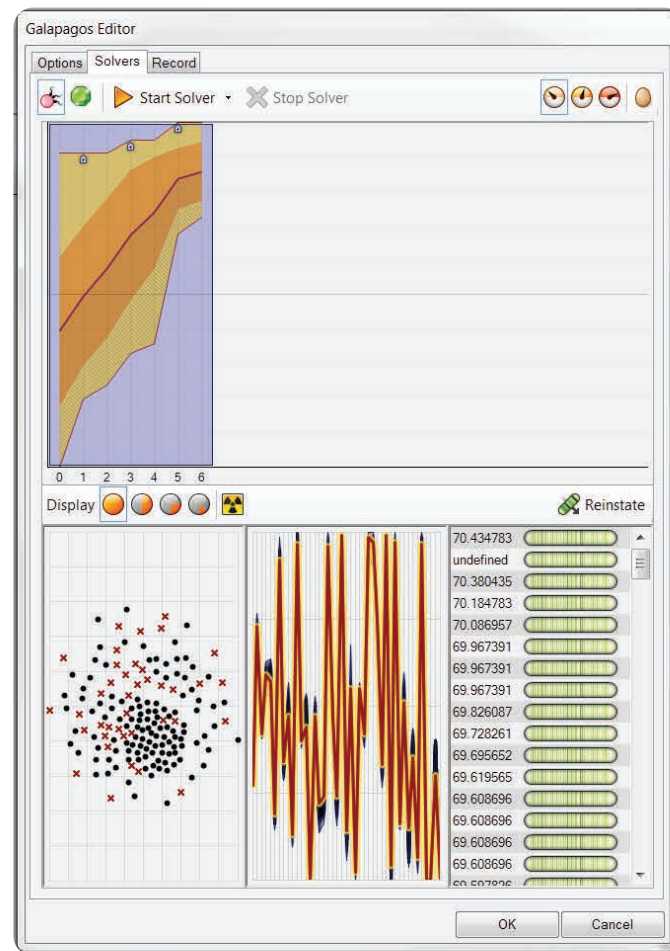 Galapagos Editor
Options Solvers Record
Start Solver Stop Solver
0 1 2 3 4 5 6
Display Reinstate
70.434783
undefined
70.380435
70.184783
70.086957
69.967391
69.967391
69.967391
69.826087
69.728261
69.695652
69.619565
69.608696
69.608696
69.608696
69.608696
69.597826
OK Cancel